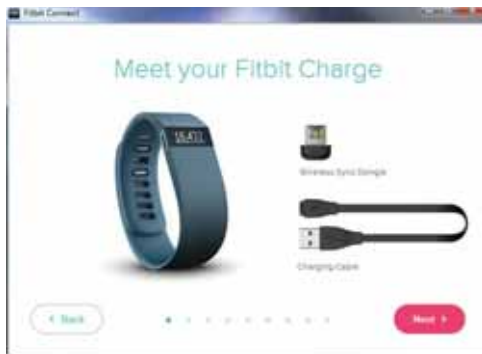 Fitbit Connect
Meet your Fitbit Charge
Wireless Sync Dongle
Charging Cable
< Back
Next >